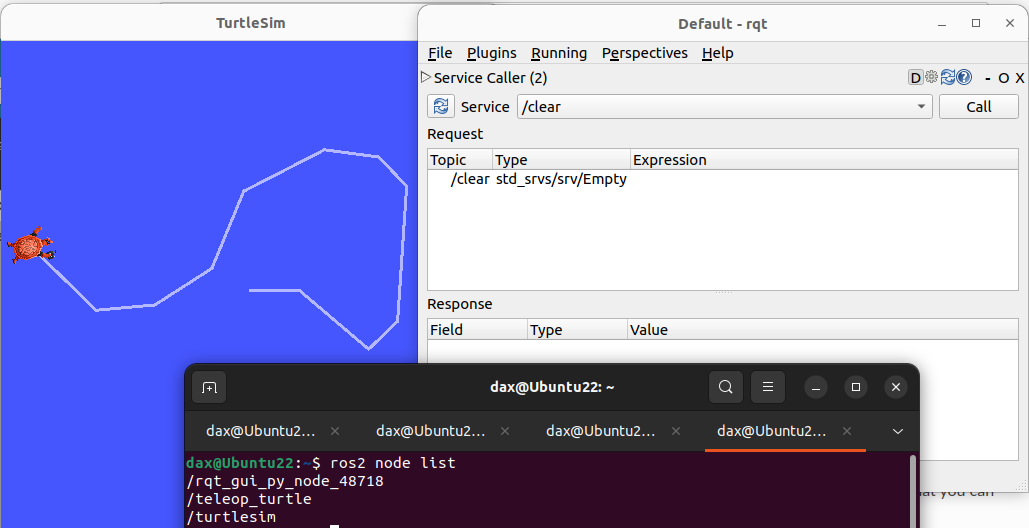 TurtleSim
Default - rqt
File Plugins Running Perspectives Help
Service Caller (2)
D
- O X
Service /clear Call
Request
Topic Type Expression
/clear std_srvs/srv/Empty
Response
Field Type Value
dax@Ubuntu22: ~
dax@Ubuntu2... dax@Ubuntu2... dax@Ubuntu2... dax@Ubuntu2...
dax@Ubuntu22:~$ ros2 node list
/rqt_gui_py_node_48718
/teleop_turtle
/turtlesim
you can